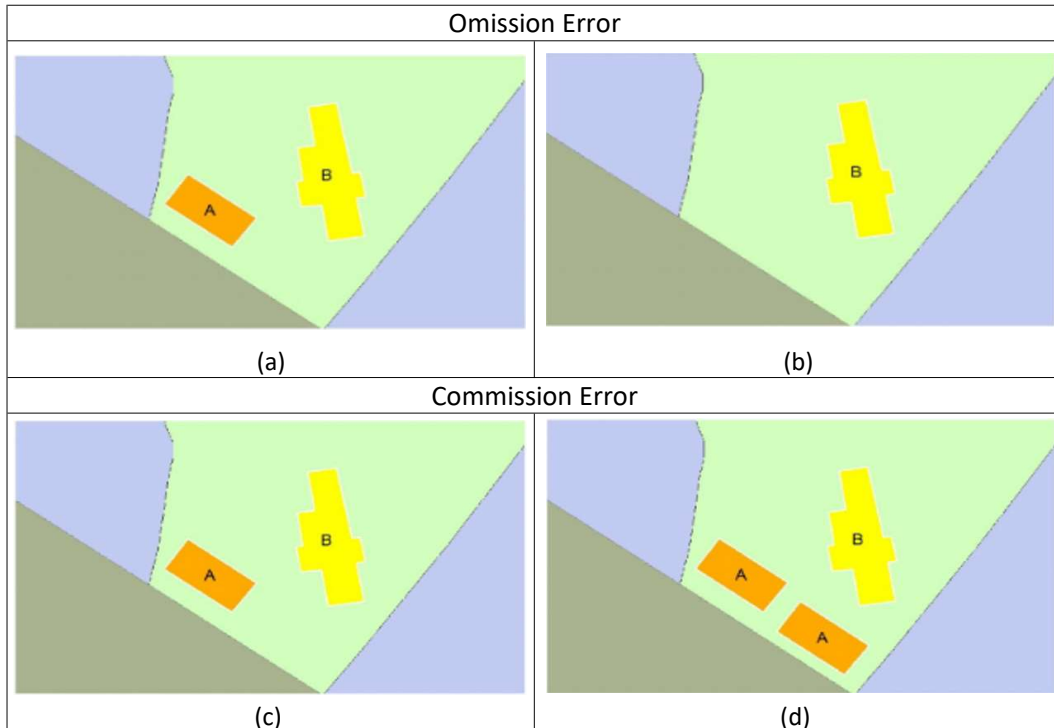 Omission Error
A B
B
(a) (b)
Commission Error
A B
A A B
(c) (d)